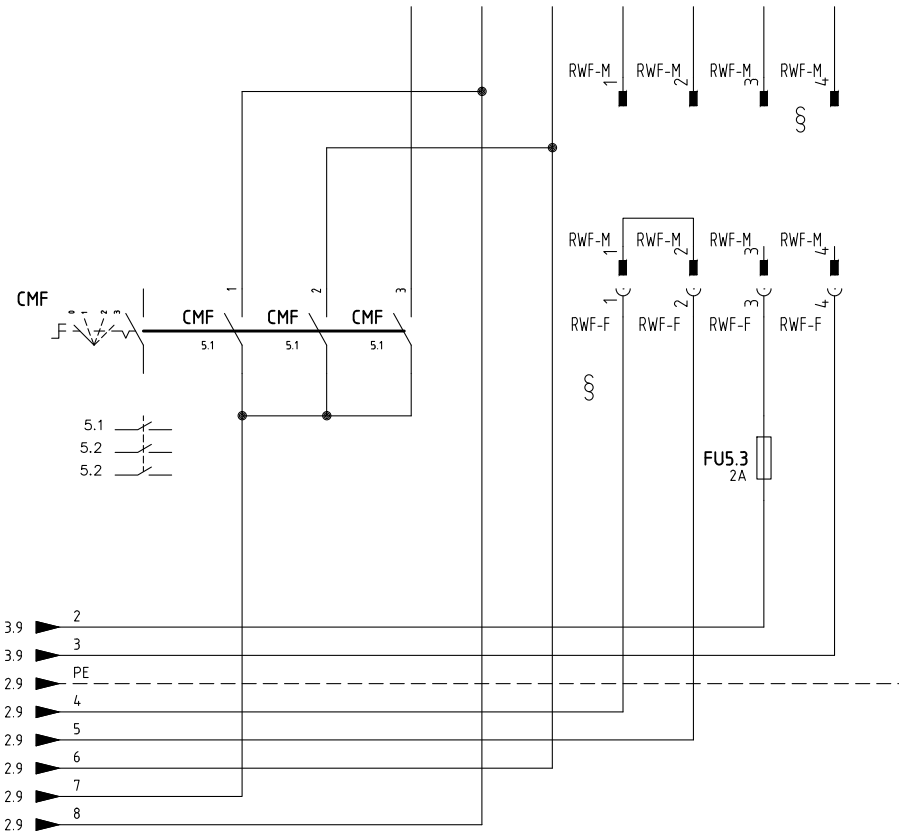 RWF-M 1 RWF-M 2 RWF-M 3 RWF-M 4
§
RWF-M 1 RWF-M 2 RWF-M 3 RWF-M 4
1 2 3
CMF
0 1 2 3
CMF CMF CMF
5.1 5.1 5.1
1 2 3 4
RWF-F RWF-F RWF-F RWF-F
§
5.1
5.2
5.2
FU5.3
2A
3.9 2
3.9 3
2.9 PE
2.9 4
2.9 5
2.9 6
2.9 7
2.9 8